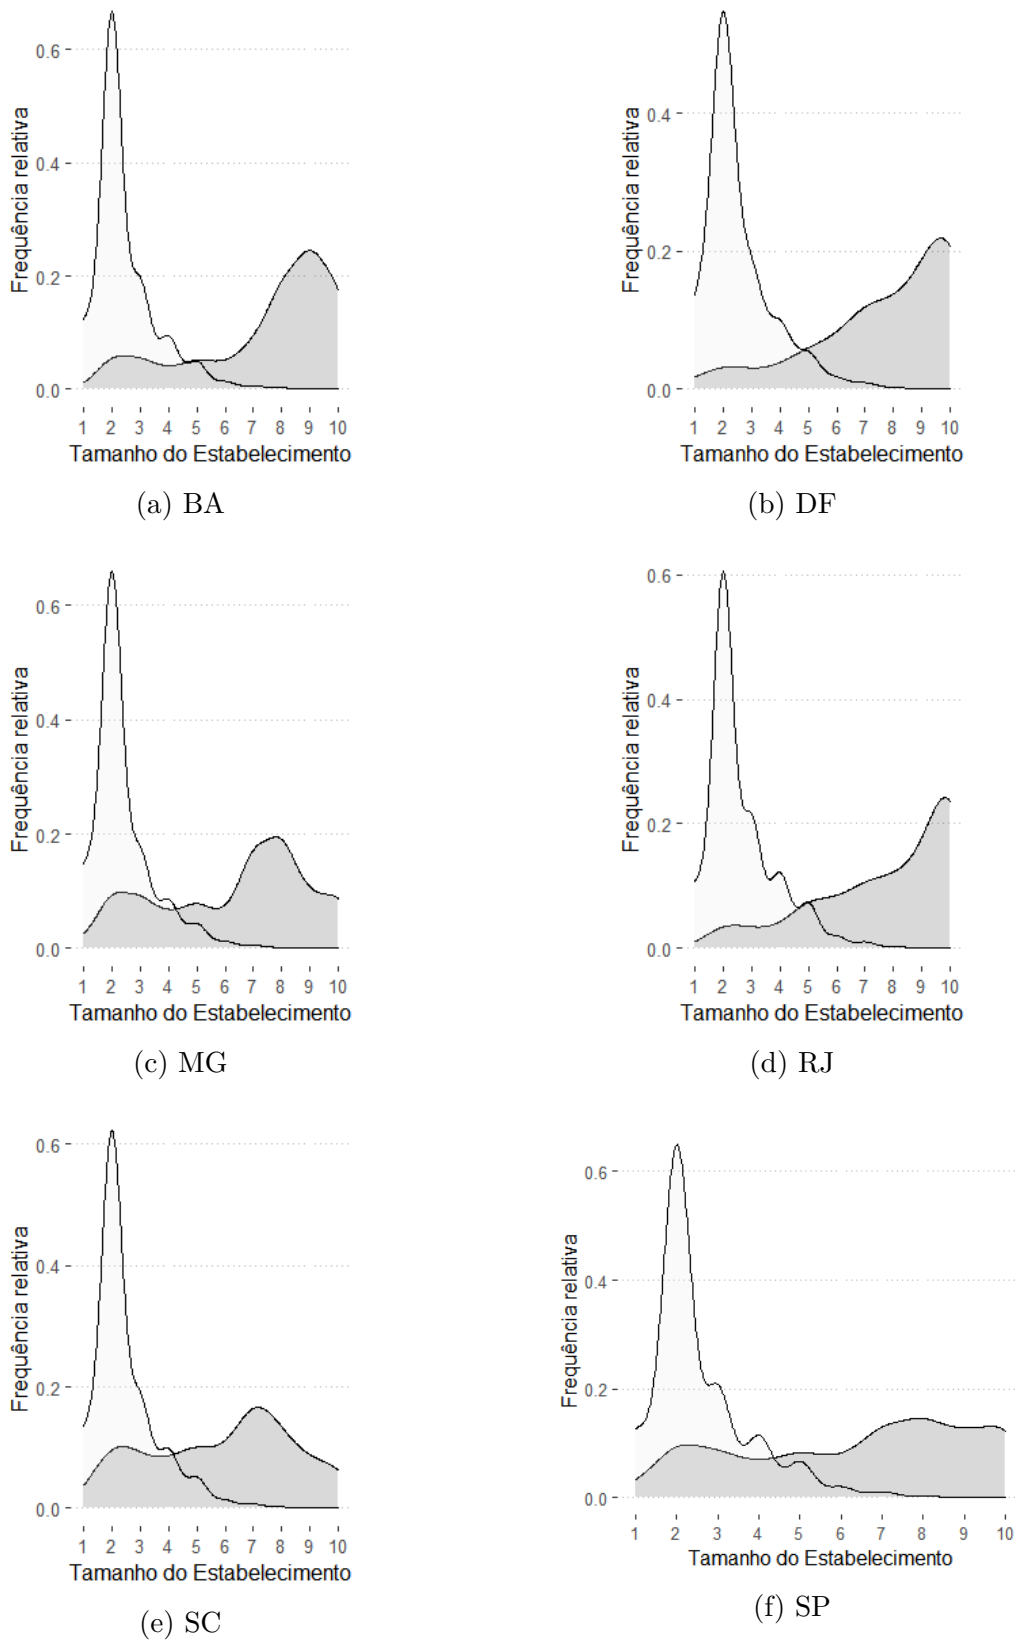 0.6
0.4
0.2
0.0
Frequência relativa
1 2 3 4 5 6 7 8 9 10
Tamanho do Estabelecimento
(a) BA
0.4
0.2
0.0
Frequência relativa
1 2 3 4 5 6 7 8 9 10
Tamanho do Estabelecimento
(b) DF
0.6
0.4
0.2
0.0
Frequência relativa
1 2 3 4 5 6 7 8 9 10
Tamanho do Estabelecimento
(c) MG
0.6
0.4
0.2
0.0
Frequência relativa
1 2 3 4 5 6 7 8 9 10
Tamanho do Estabelecimento
(d) RJ
0.6
0.4
0.2
0.0
Frequência relativa
1 2 3 4 5 6 7 8 9 10
Tamanho do Estabelecimento
(e) SC
0.6
0.4
0.2
0.0
Frequência relativa
1 2 3 4 5 6 7 8 9 10
Tamanho do Estabelecimento
(f) SP